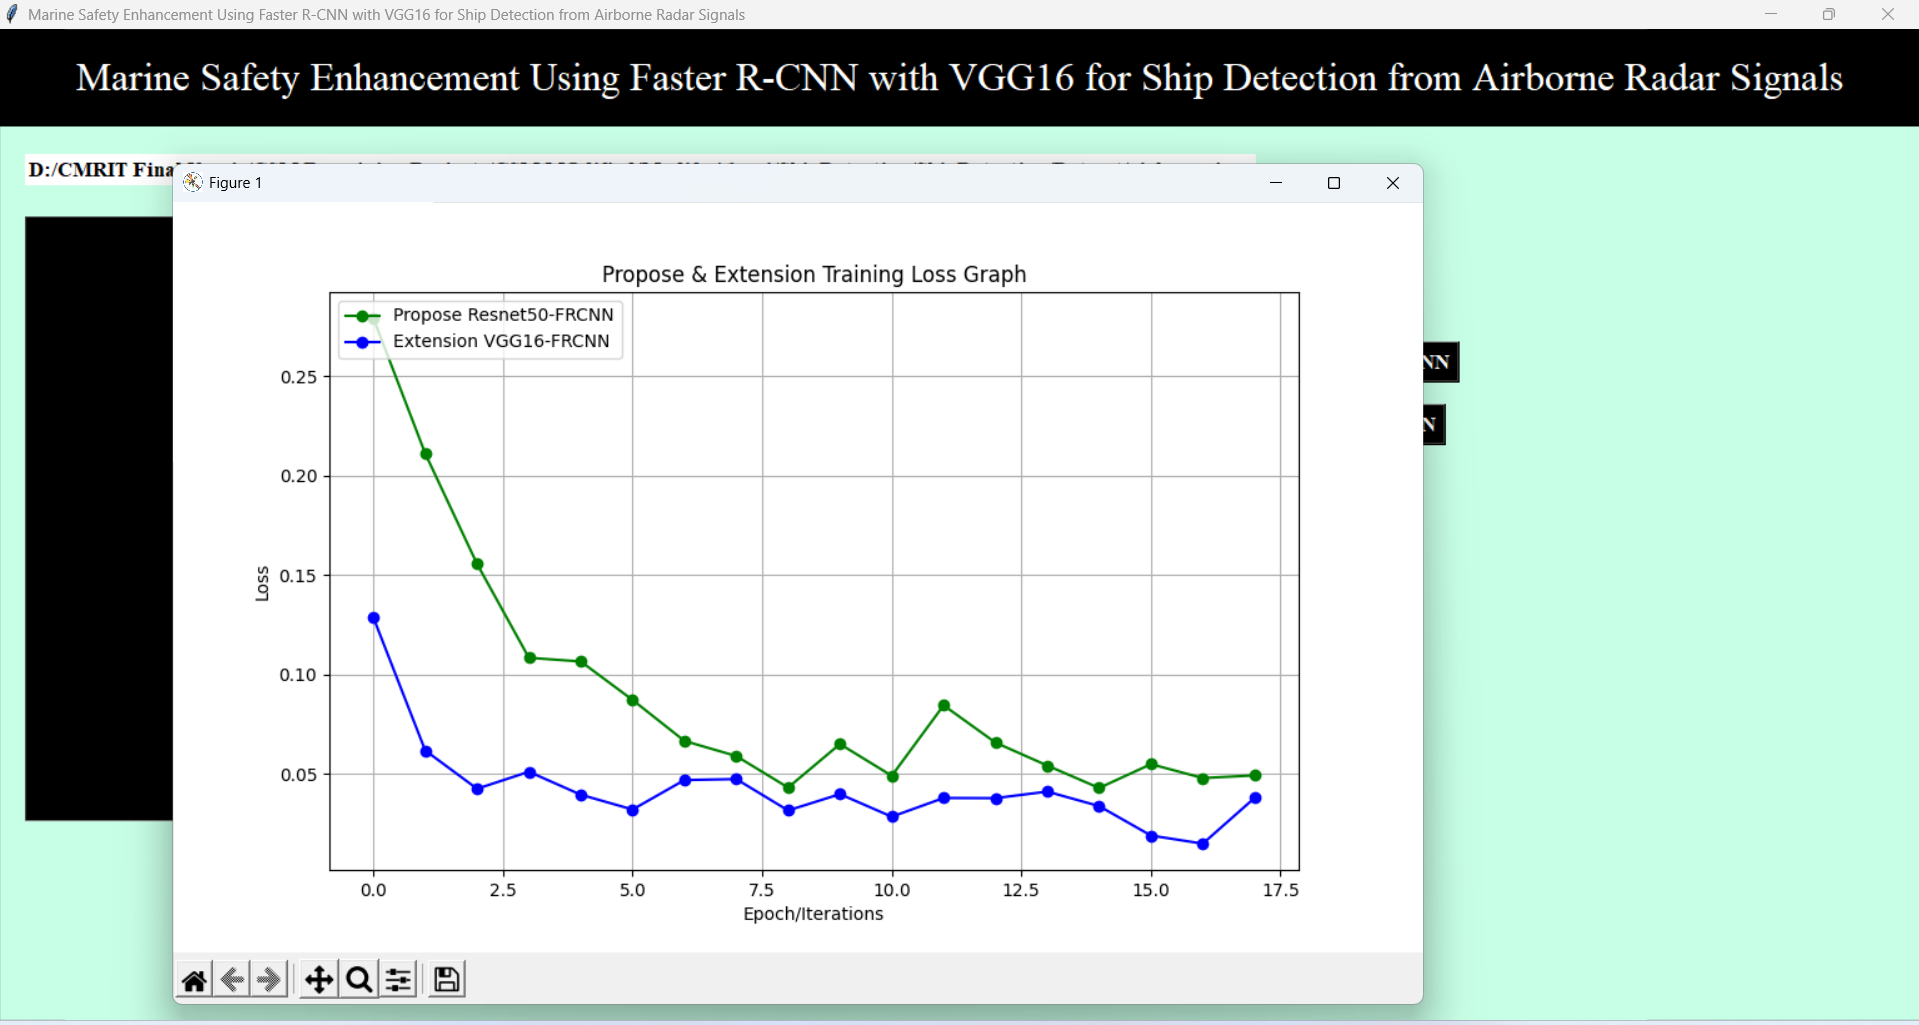 Marine Safety Enhancement Using Faster R-CNN with VGG16 for Ship Detection from Airborne Radar Signals
Marine Safety Enhancement Using Faster R-CNN with VGG16 for Ship Detection from Airborne Radar Signals
D:/CMRIT Fina
Figure 1
Propose & Extension Training Loss Graph
Propose Resnet50-FRCNN
Extension VGG16-FRCNN
0.25
0.20
0.15
0.10
0.05
Loss
0.0 2.5 5.0 7.5 10.0 12.5 15.0 17.5
Epoch/Iterations
NN
N